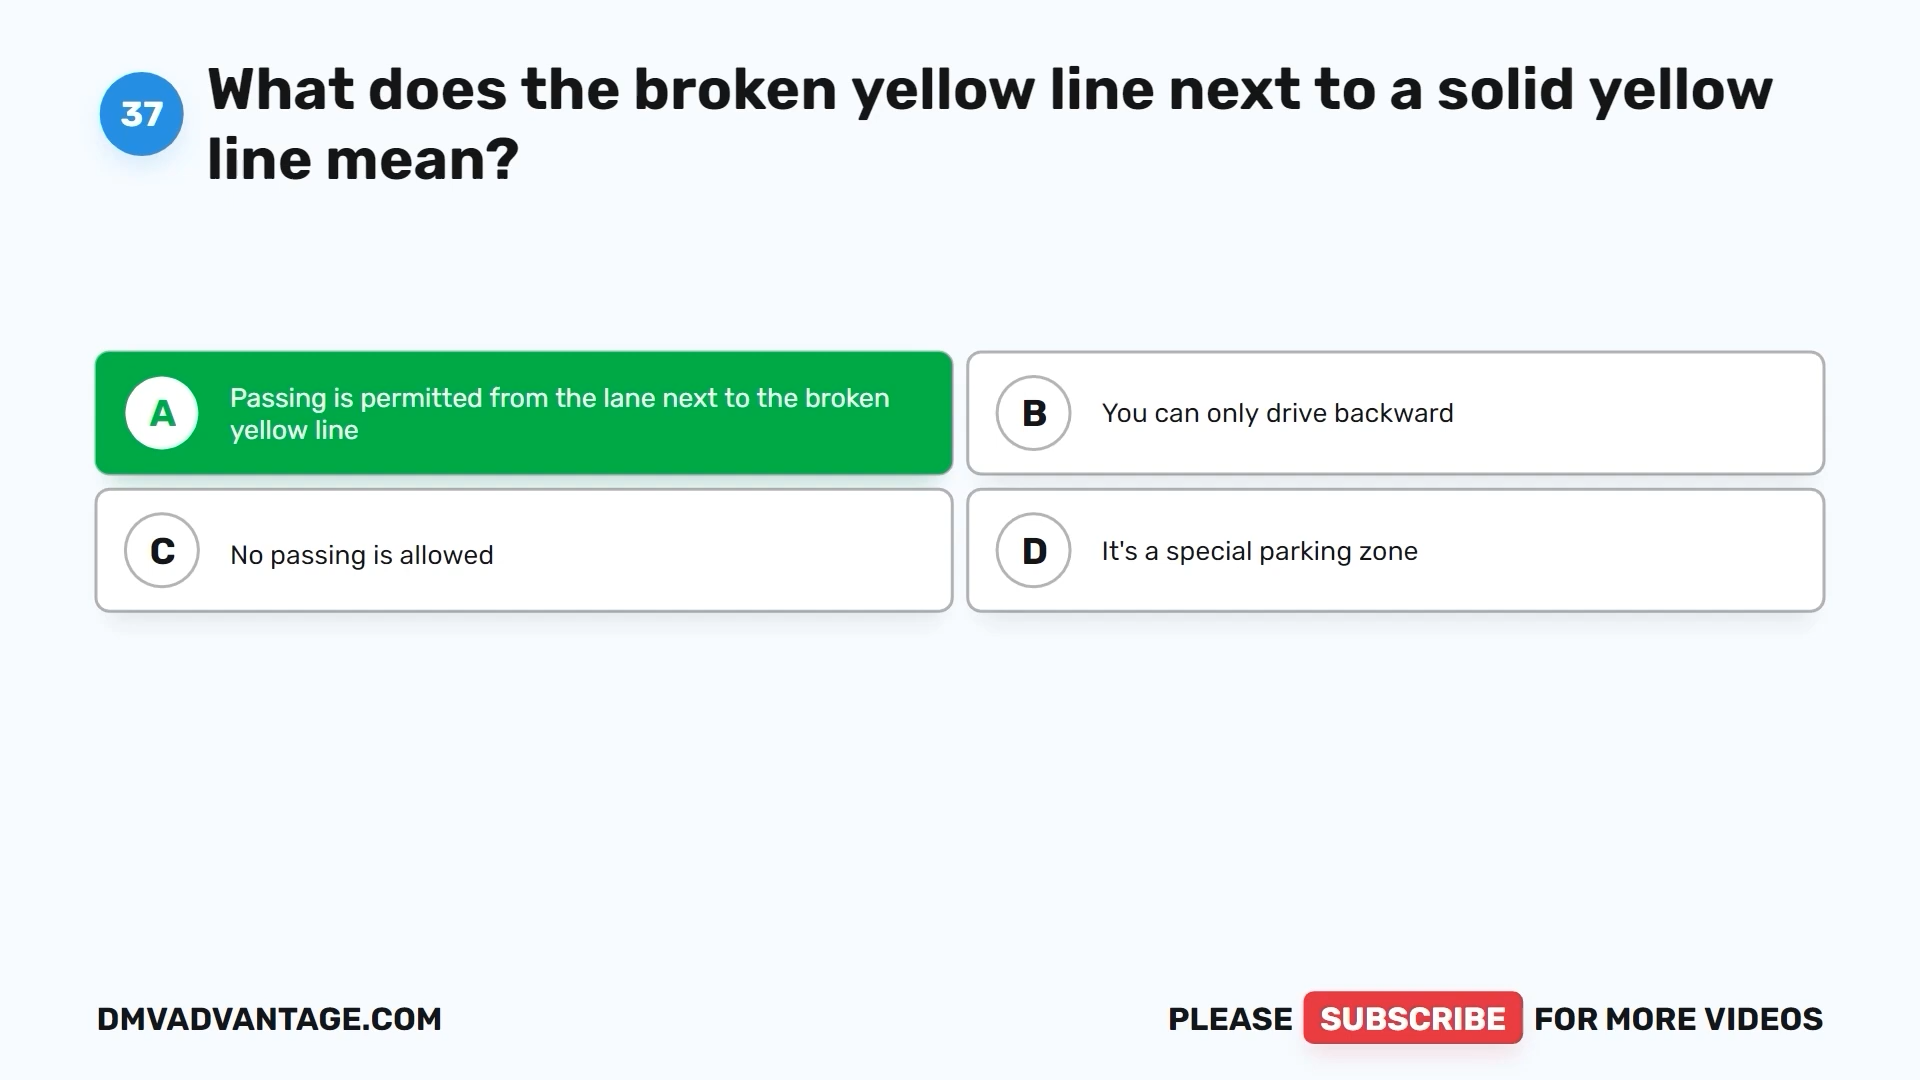 37
What does the broken yellow line next to a solid yellow
line mean?
A
Passing is permitted from the lane next to the broken
yellow line
B
You can only drive backward
C
No passing is allowed
D
It's a special parking zone
DMVADVANTAGE.COM
PLEASE SUBSCRIBE FOR MORE VIDEOS